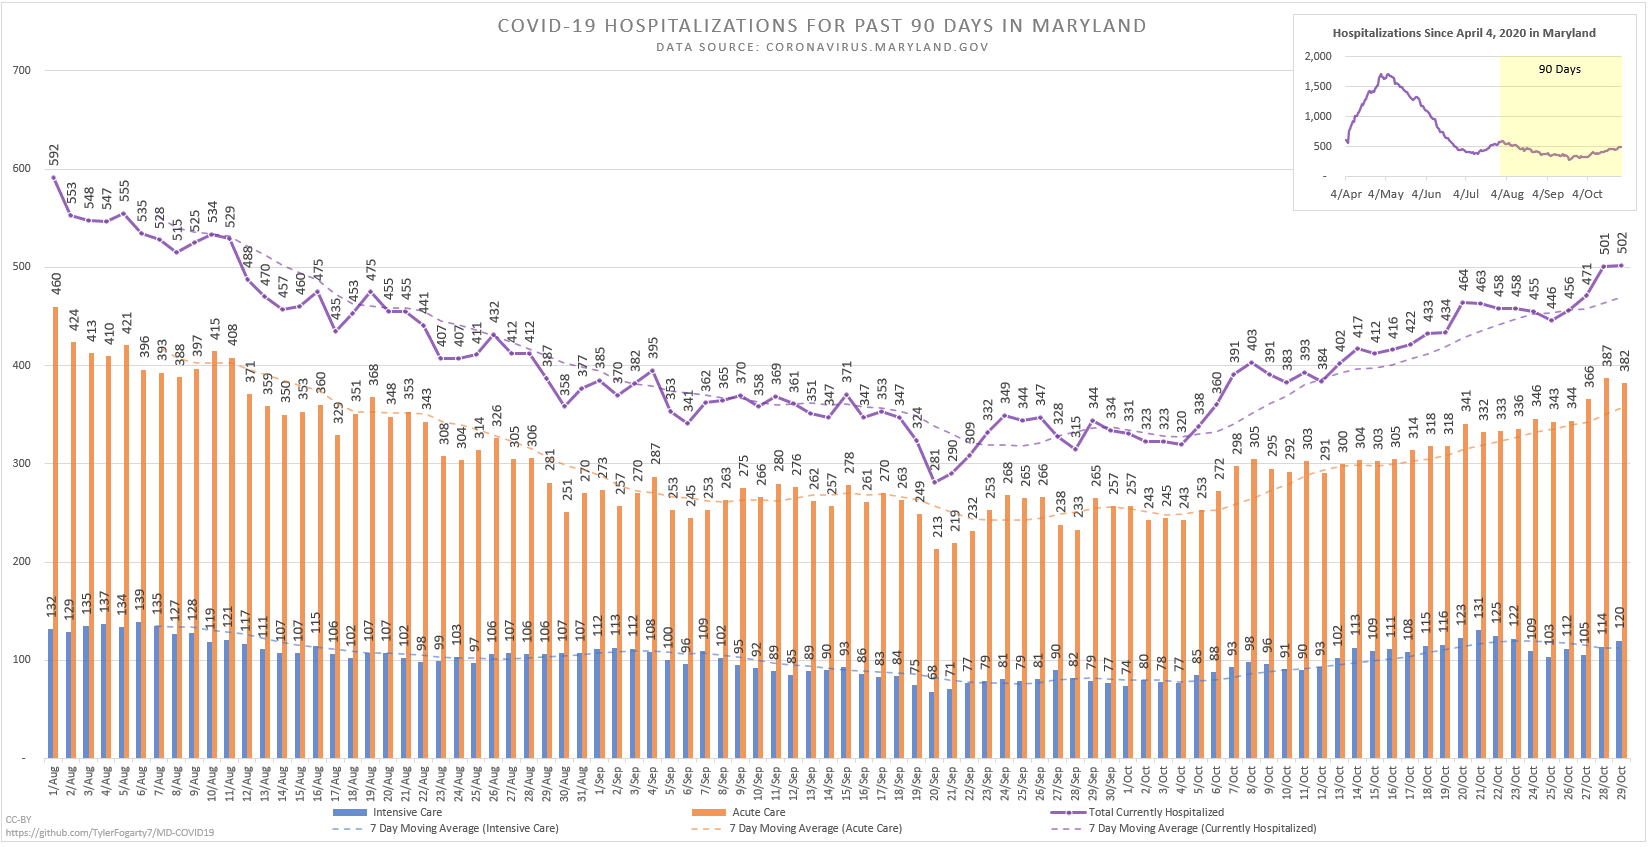 COVID-19 HOSPITALIZATIONS FOR PAST 90 DAYS IN MARYLAND
DATA SOURCE: CORONAVIRUS.MARYLAND.GOV
Hospitalizations Since April 4, 2020 in Maryland
90 Days
2,000
1,500
1,000
500
-
4/Apr 4/May 4/Jun 4/Jul 4/Aug 4/Sep 4/Oct
700
600
500
400
300
200
100
-
592 553 548 547 555 535 528 515 525 534 529 488 470 457 460 475 435 453 475 455 455 441 407 407 411 432 412 412 387 358 377 385 370 382 395 353 341 362 365 370 358 369 361 351 347 371 347 353 347 324 281 290 309 332 349 344 347 328 315 344 334 331 323 323 320 338 360 391 403 391 383 393 384 402 417 412 416 422 433 434 464 463 458 458 455 446 456 471 501 502
460 424 413 410 421 396 393 388 397 415 408 371 359 350 353 360 329 351 368 348 353 343 308 304 314 326 305 306 281 251 270 273 257 270 287 253 245 253 263 275 266 280 276 262 257 278 261 270 263 249 213 219 232 253 268 265 266 238 233 265 257 257 243 245 243 253 272 298 305 295 292 303 291 300 304 303 305 314 318 318 341 332 333 336 346 343 344 366 387 382
132 129 135 137 134 139 135 127 128 119 121 117 111 107 107 115 106 102 107 107 102 98 99 103 97 106 107 106 106 107 107 112 113 112 108 100 96 109 102 95 92 89 85 89 90 93 86 83 84 75 68 71 77 79 81 79 81 90 82 79 77 74 80 78 77 85 88 93 98 96 91 90 93 102 113 109 111 108 115 116 123 131 125 122 109 103 112 105 114 120
1/Aug 2/Aug 3/Aug 4/Aug 5/Aug 6/Aug 7/Aug 8/Aug 9/Aug 10/Aug 11/Aug 12/Aug 13/Aug 14/Aug 15/Aug 16/Aug 17/Aug 18/Aug 19/Aug 20/Aug 21/Aug 22/Aug 23/Aug 24/Aug 25/Aug 26/Aug 27/Aug 28/Aug 29/Aug 30/Aug 31/Aug 1/Sep 2/Sep 3/Sep 4/Sep 5/Sep 6/Sep 7/Sep 8/Sep 9/Sep 10/Sep 11/Sep 12/Sep 13/Sep 14/Sep 15/Sep 16/Sep 17/Sep 18/Sep 19/Sep 20/Sep 21/Sep 22/Sep 23/Sep 24/Sep 25/Sep 26/Sep 27/Sep 28/Sep 29/Sep 30/Sep 1/Oct 2/Oct 3/Oct 4/Oct 5/Oct 6/Oct 7/Oct 8/Oct 9/Oct 10/Oct 11/Oct 12/Oct 13/Oct 14/Oct 15/Oct 16/Oct 17/Oct 18/Oct 19/Oct 20/Oct 21/Oct 22/Oct 23/Oct 24/Oct 25/Oct 26/Oct 27/Oct 28/Oct 29/Oct
Intensive Care Acute Care Total Currently Hospitalized
7 Day Moving Average (Intensive Care) 7 Day Moving Average (Acute Care) 7 Day Moving Average (Currently Hospitalized)
CC-BY
https://github.com/TylerFogarty7/MD-COVID19